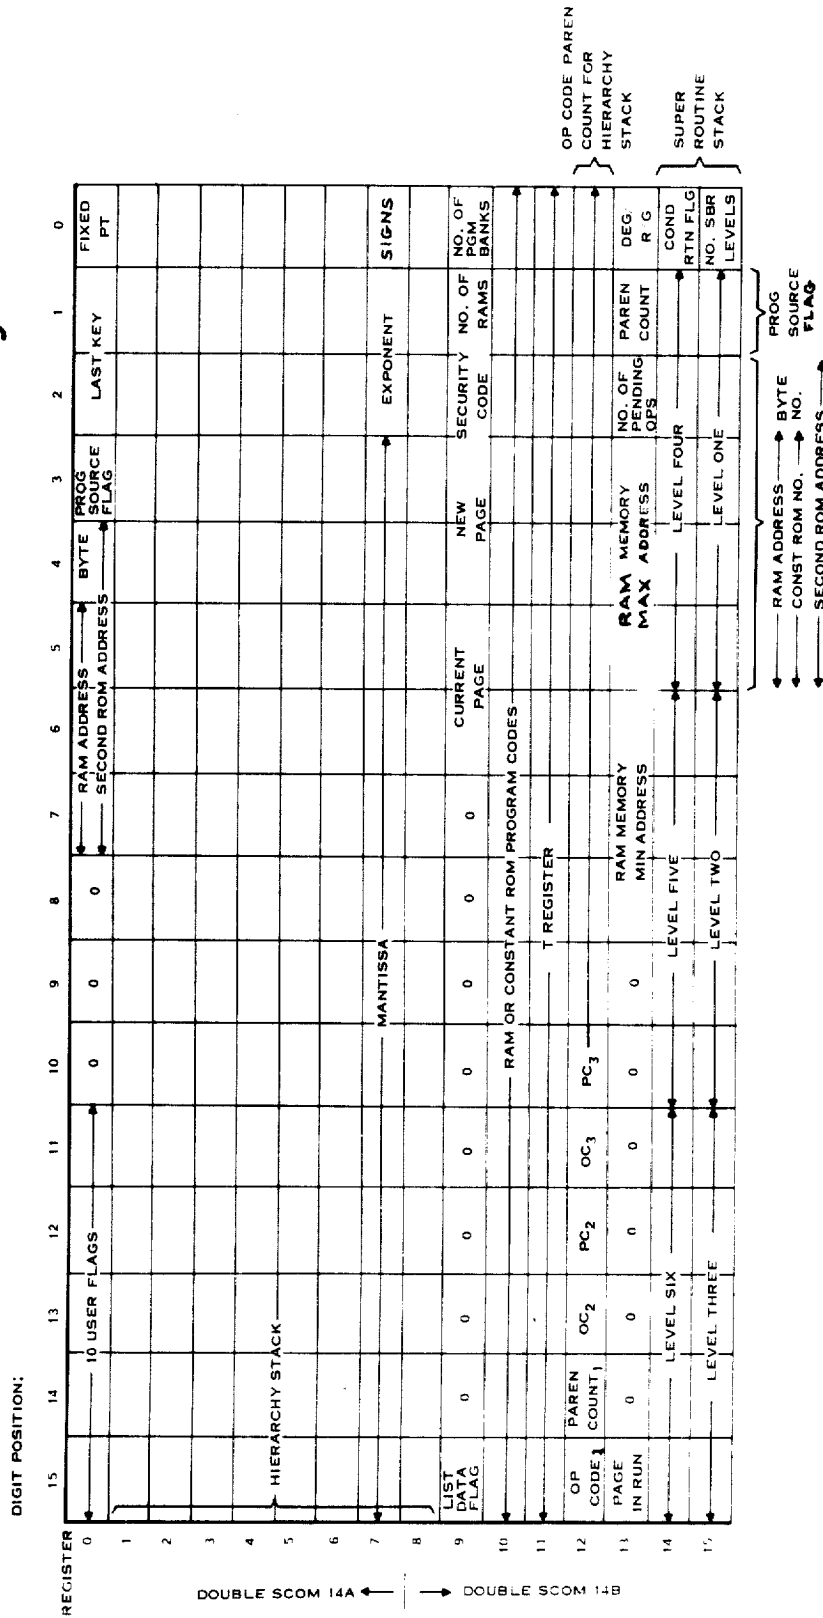 DIGIT POSITION:
15 14 13 12 11 10 9 8 7 6 5 4 3 2 1 0
REGISTER
0
10 USER FLAGS
0 0 0
RAM ADDRESS
BYTE
SECOND ROM ADDRESS
PROG
SOURCE
FLAG
LAST KEY
FIXED
PT
1
2
3
4
5
6
7
8
HIERARCHY STACK
MANTISSA
EXPONENT
SIGNS
9
LIST
DATA
FLAG
0 0 0 0 0 0 0 0
CURRENT
PAGE
NEW
PAGE
SECURITY
CODE
NO. OF
RAMS
NO. OF
PGM
BANKS
10
RAM OR CONSTANT ROM PROGRAM CODES
11
T REGISTER
12
OP
CODE1
PAREN
COUNT1
OC2
PC2
OC3
PC3
OP CODE PAREN
COUNT FOR
HIERARCHY
STACK
13
PAGE
IN RUN
0 0 0 0 0 0
RAM MEMORY
MIN ADDRESS
RAM MEMORY
MAX ADDRESS
NO. OF
PENDING
OPS
PAREN
COUNT
DEG.
R G
14
LEVEL SIX
LEVEL FIVE
LEVEL FOUR
COND
RTN FLG
15
LEVEL THREE
LEVEL TWO
LEVEL ONE
NO. SBR
LEVELS
SUPER
ROUTINE
STACK
DOUBLE SCOM 14A
DOUBLE SCOM 14B
RAM ADDRESS
BYTE
CONST ROM NO.
NO.
SECOND ROM ADDRESS
PROG
SOURCE
FLAG